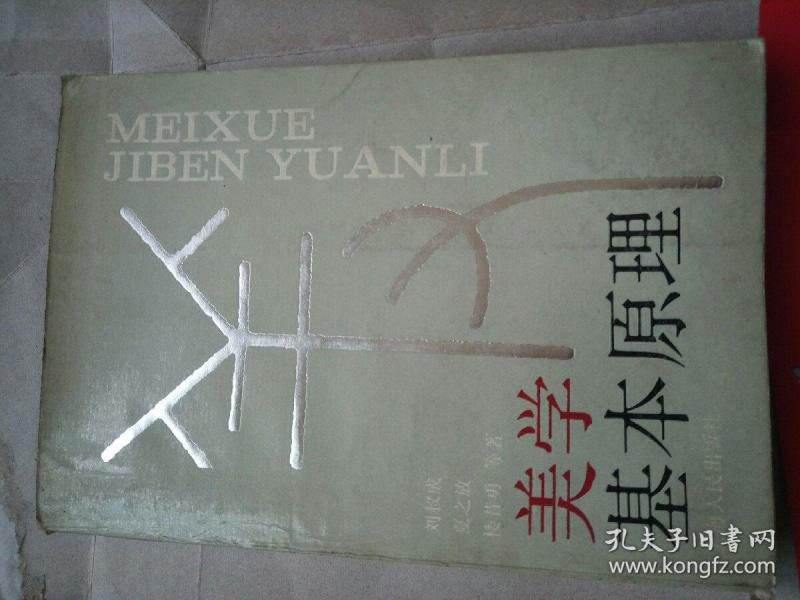 MEIXUE
JIBEN YUANLI
美学
基本原理
刘叔成
夏之放
楼昔勇 等著
人民出版社
孔夫子旧书网
www.kongfz.com